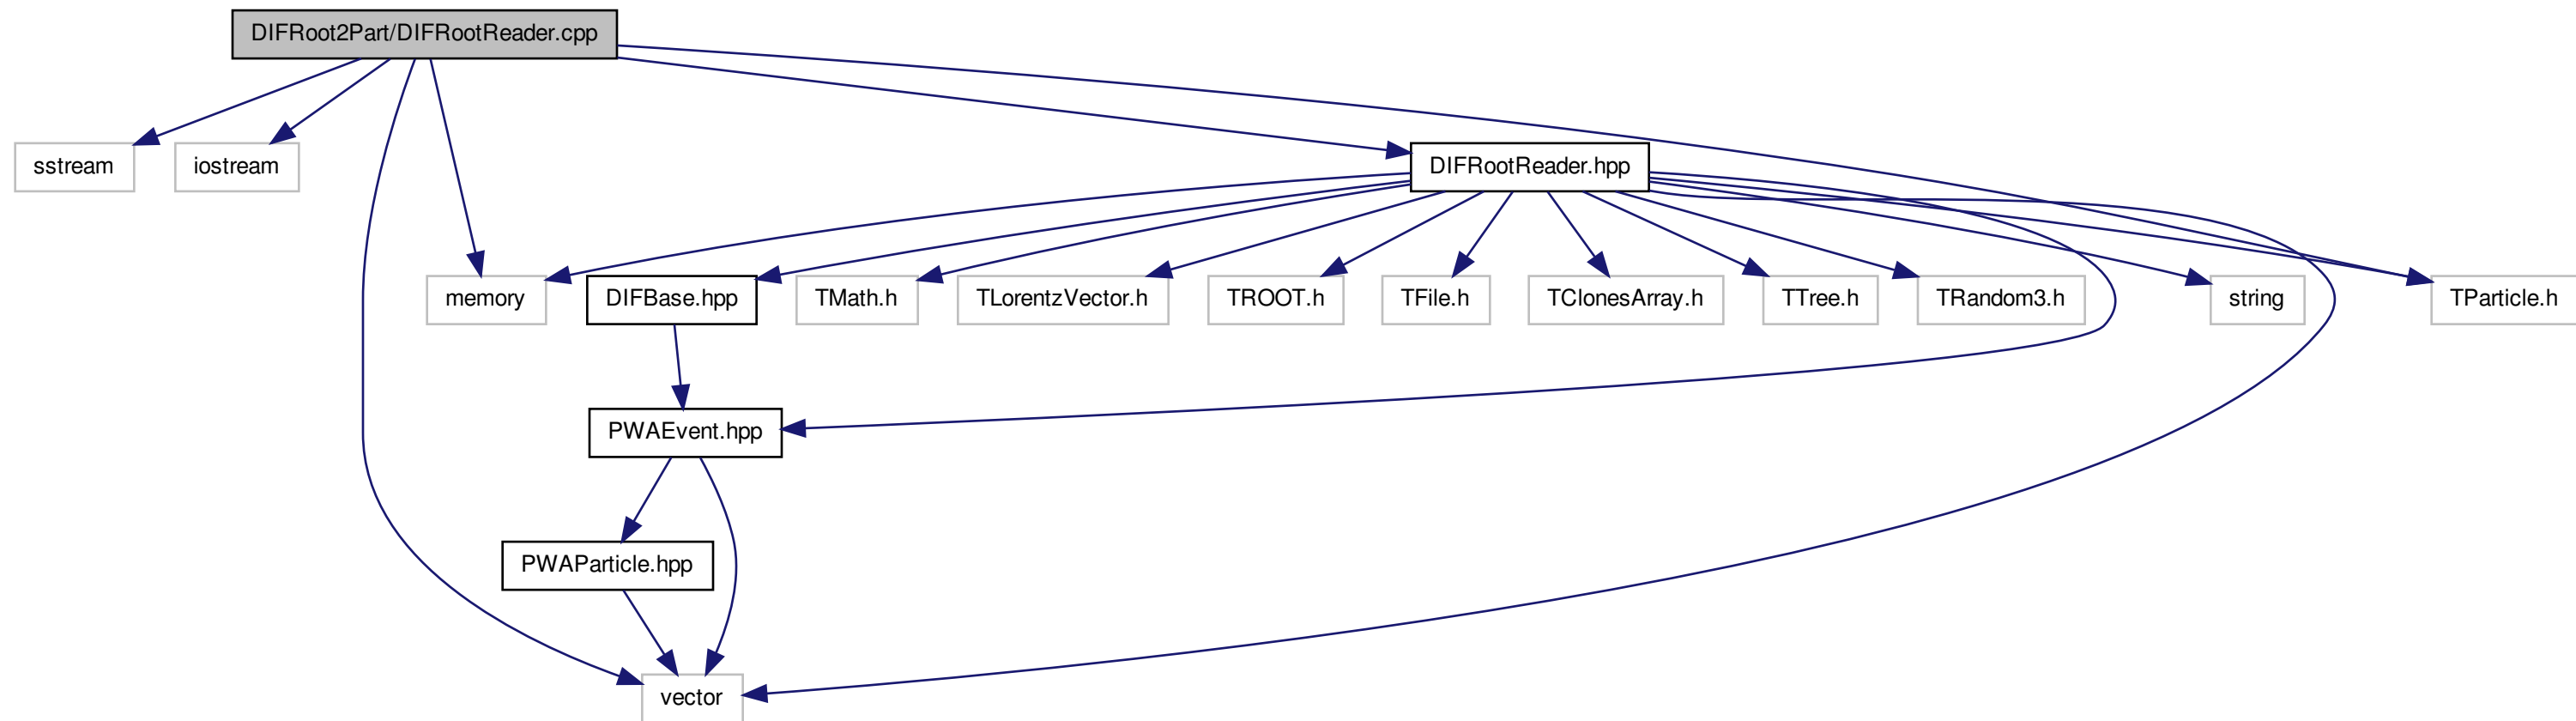 DIFRoot2Part/DIFRootReader.cpp
sstream
iostream
DIFRootReader.hpp
memory
DIFBase.hpp
TMath.h
TLorentzVector.h
TROOT.h
TFile.h
TClonesArray.h
TTree.h
TRandom3.h
string
TParticle.h
PWAEvent.hpp
PWAParticle.hpp
vector